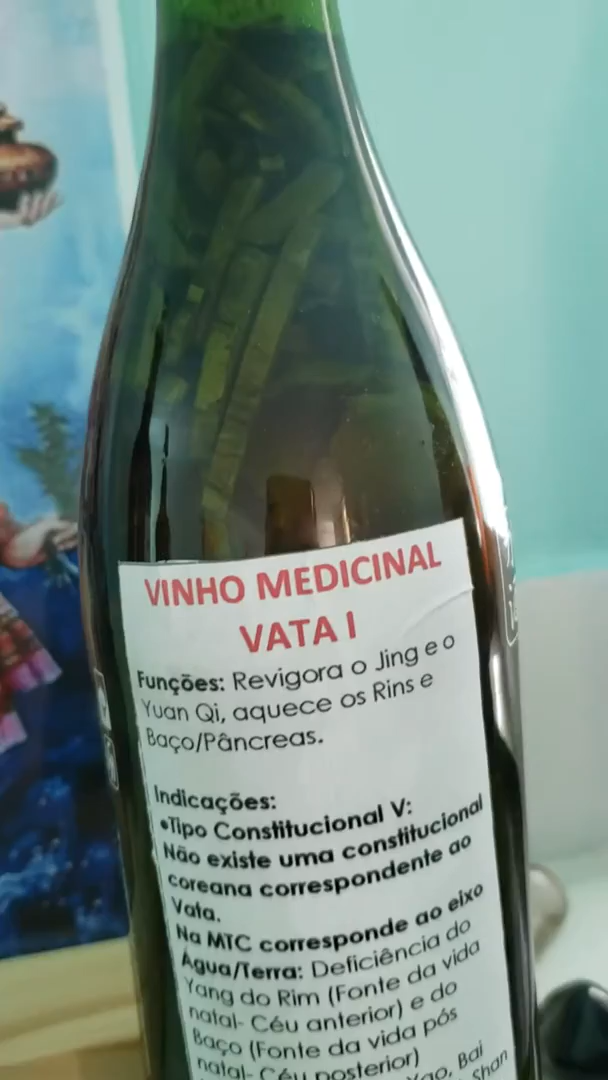 VINHO MEDICINAL
VATA I
Funções: Revigora o Jing e o
Yuan Qi, aquece os Rins e
Baço/Pâncreas.
Indicações:
•Tipo Constitucional V:
Não existe uma constitucional
coreana correspondente ao
Vata.
Na MTC corresponde ao eixo
Água/Terra: Deficiência do
Yang do Rim (Fonte da vida
natal- Céu anterior) e do
Baço (Fonte da vida pós
natal- Céu posterior)
Bai
Shan